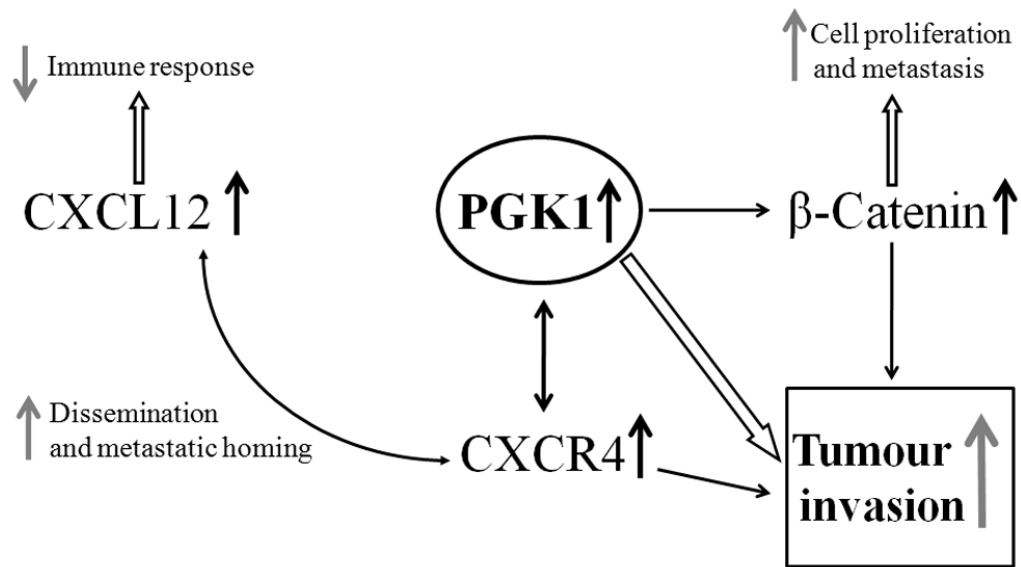 Immune response
Cell proliferation
and metastasis
CXCL12
PGK1
β-Catenin
Dissemination
and metastatic homing
CXCR4
Tumour
invasion